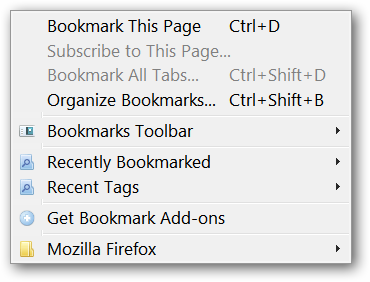 Bookmark This Page Ctrl+D
Subscribe to This Page...
Bookmark All Tabs... Ctrl+Shift+D
Organize Bookmarks... Ctrl+Shift+B
Bookmarks Toolbar
Recently Bookmarked
Recent Tags
Get Bookmark Add-ons
Mozilla Firefox